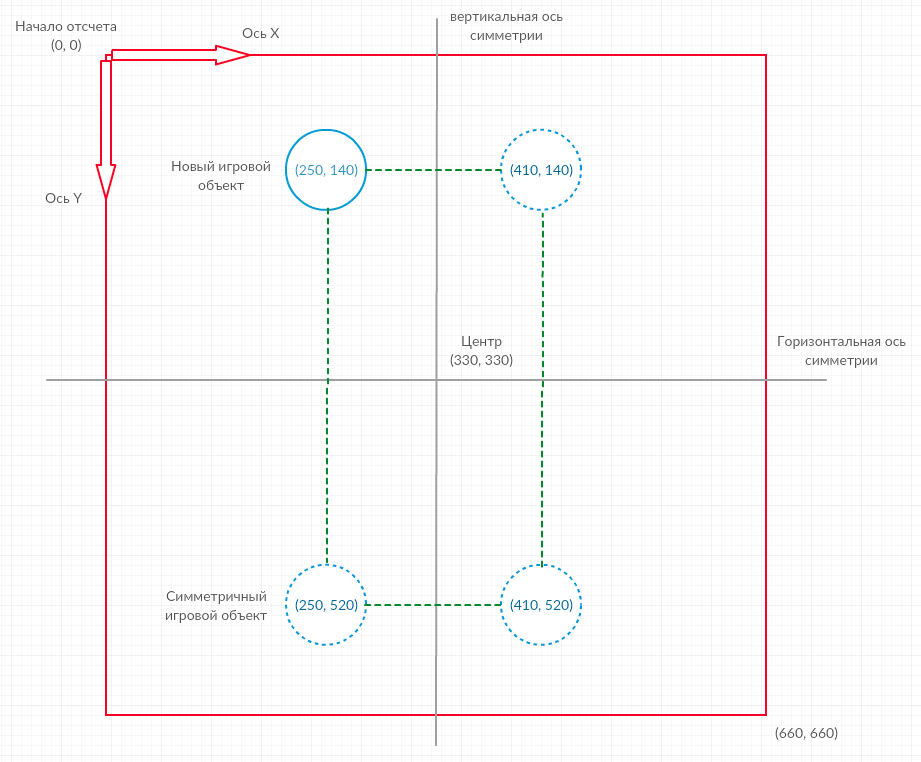 Начало отсчета
(0, 0)
Ось X
вертикальная ось
симметрии
Новый игровой
объект
(250, 140)
(410, 140)
Ось Y
Центр
(330, 330)
Горизонтальная ось
симметрии
Симметричный
игровой объект
(250, 520)
(410, 520)
(660, 660)